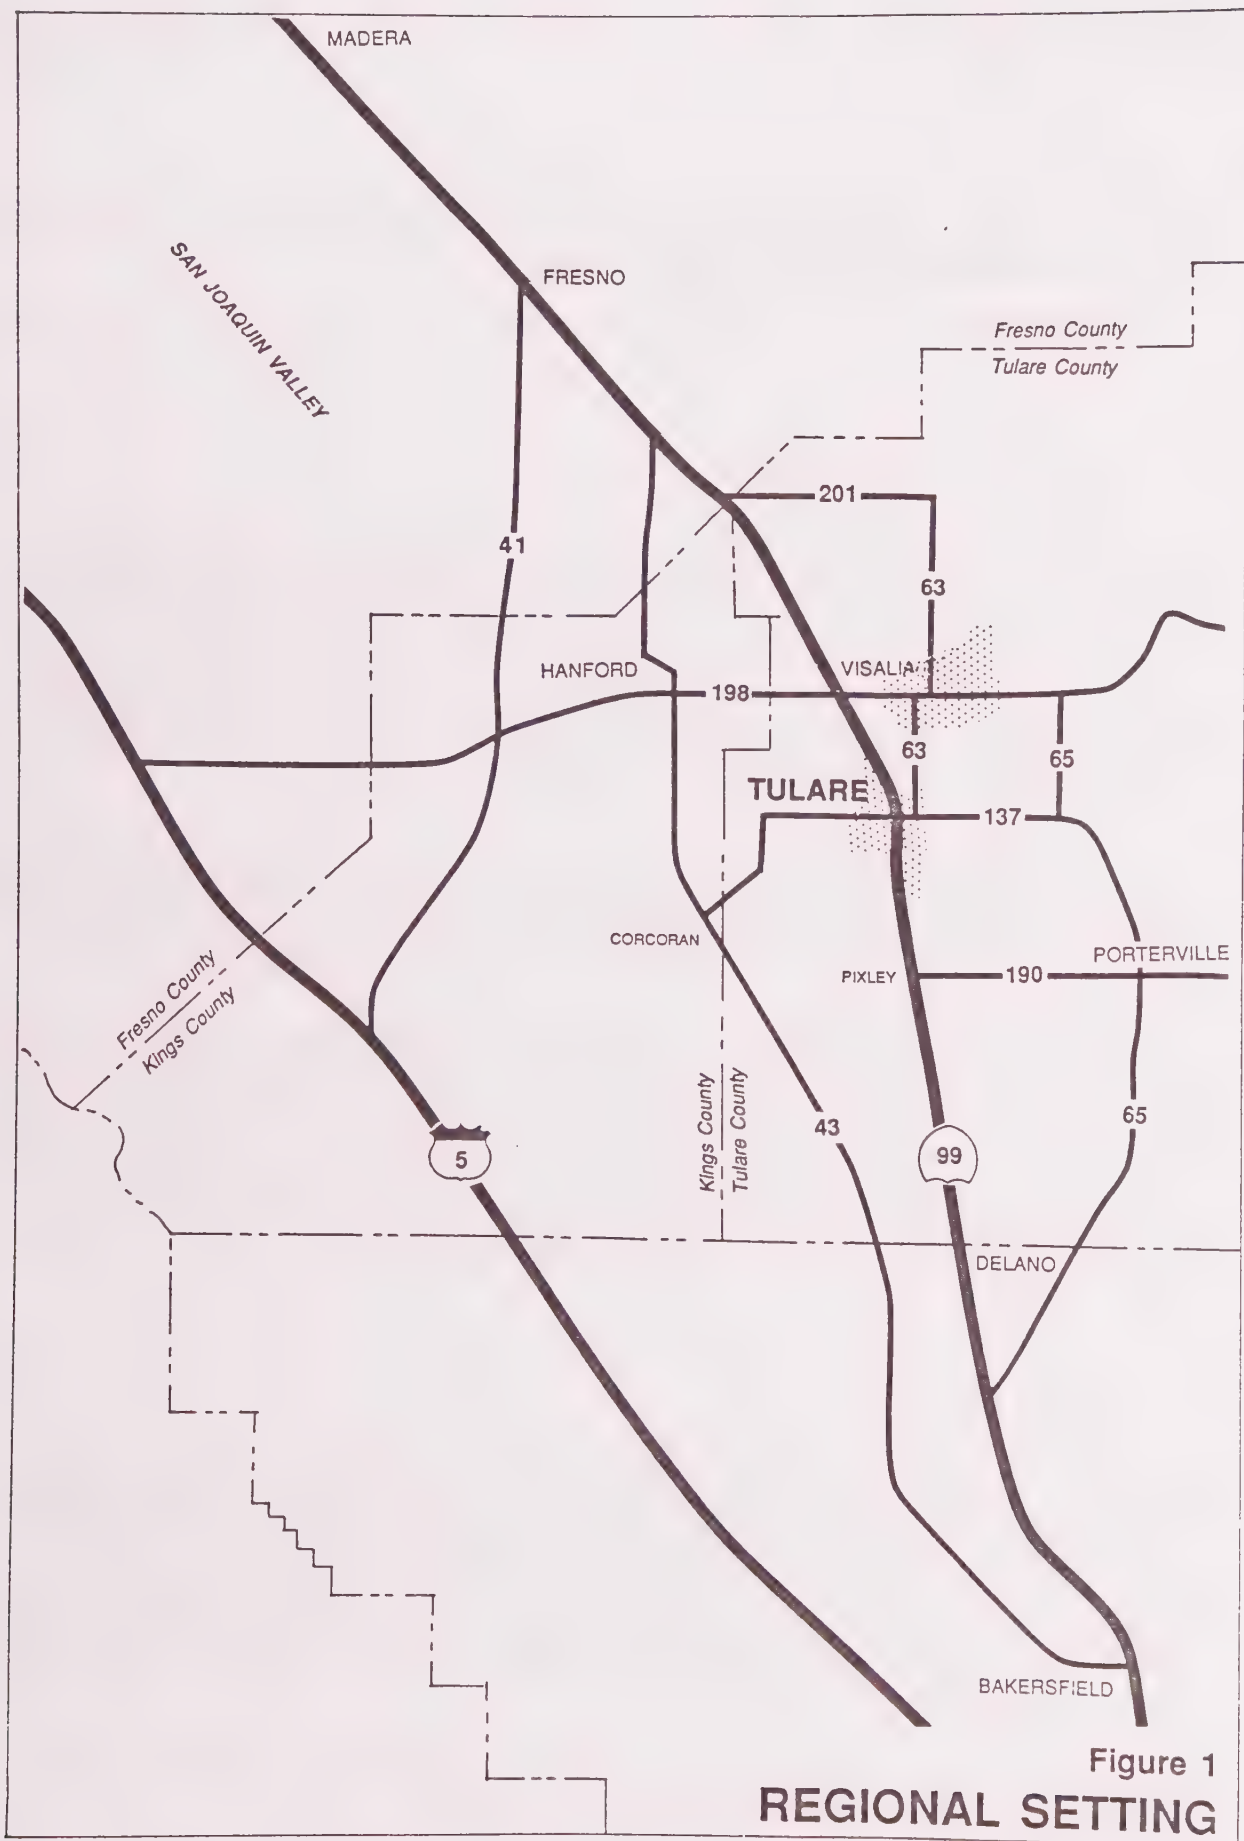 MADERA
SAN JOAQUIN VALLEY
FRESNO
Fresno County
Tulare County
201
41
63
HANFORD
VISALIA
198
63
65
TULARE
137
CORCORAN
PORTERVILLE
PIXLEY
190
Fresno County
Kings County
Kings County
Tulare County
43
65
5
99
DELANO
BAKERSFIELD
Figure 1
REGIONAL SETTING